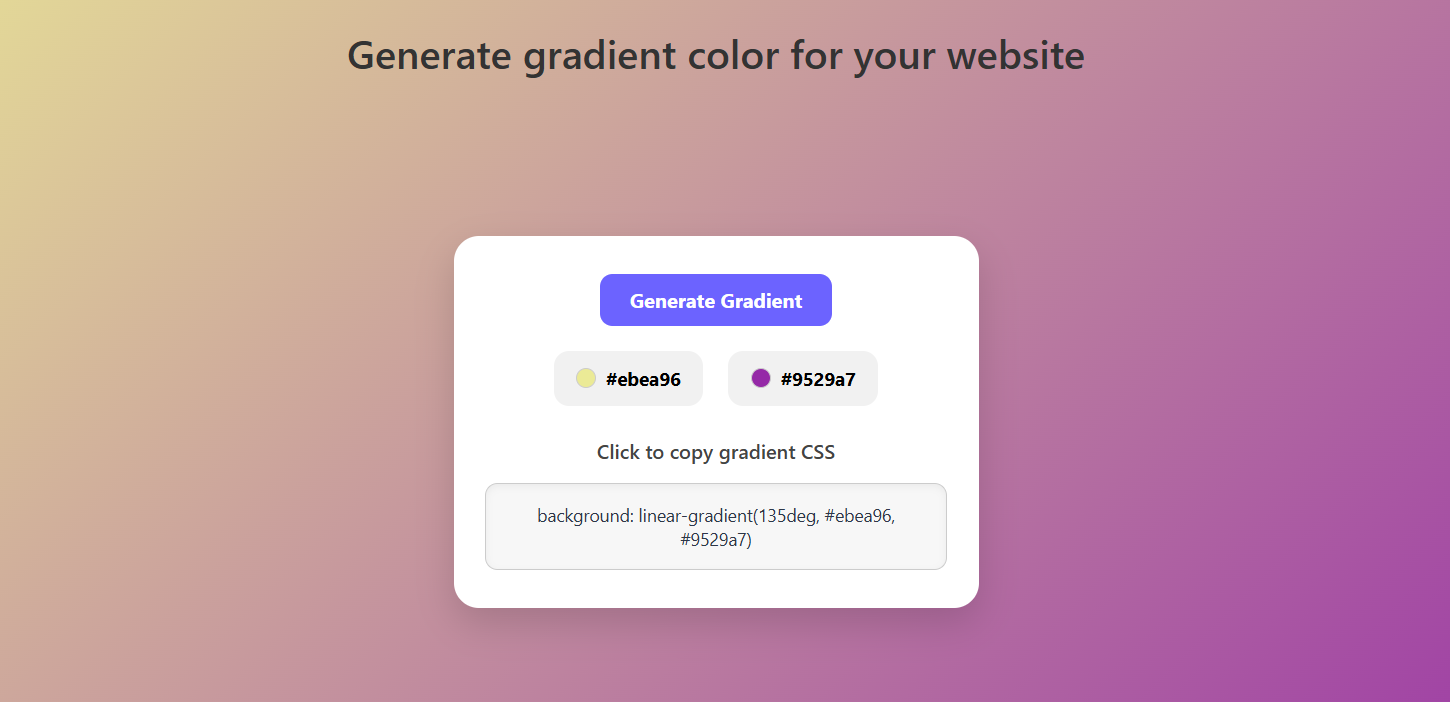 Generate gradient color for your website
Generate Gradient
#ebea96
#9529a7
Click to copy gradient CSS
background: linear-gradient(135deg, #ebea96,
#9529a7)